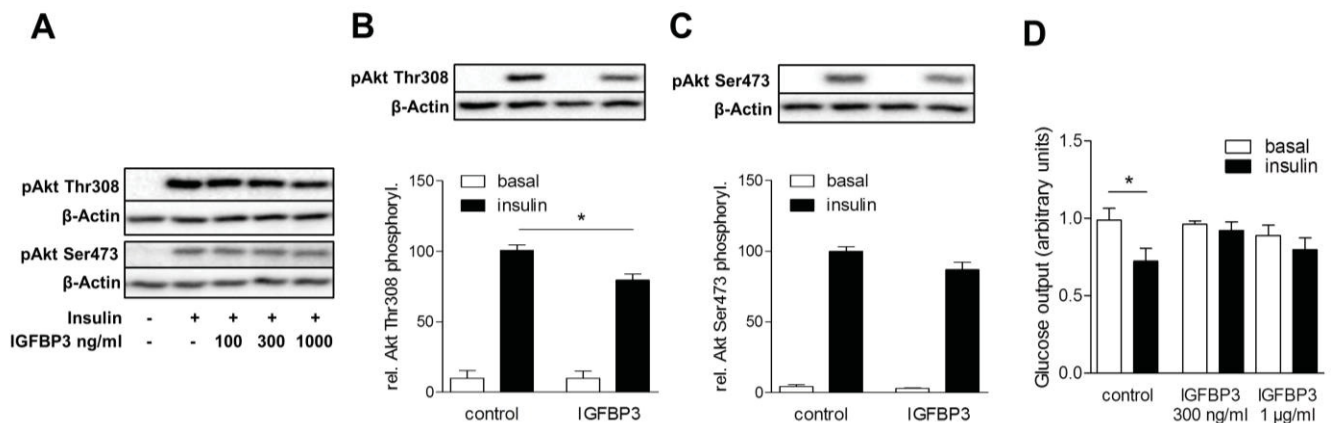 A
pAkt Thr308
β-Actin
pAkt Ser473
β-Actin
Insulin - + + + +
IGFBP3 ng/ml - - 100 300 1000
B
pAkt Thr308
β-Actin
rel. Akt Thr308 phosphoryl.
150
100
50
0
basal
insulin
*
control IGFBP3
C
pAkt Ser473
β-Actin
rel. Akt Ser473 phosphoryl.
150
100
50
0
basal
insulin
control IGFBP3
D
Glucose output (arbitrary units)
1.5
1.0
0.5
0.0
basal
insulin
*
control IGFBP3 IGFBP3
300 ng/ml 1 µg/ml